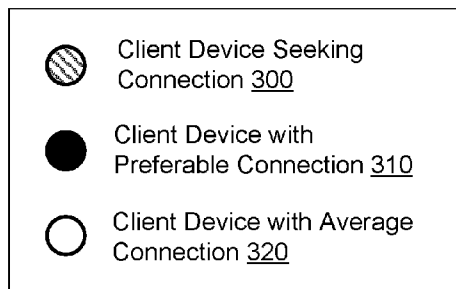 Client Device Seeking
Connection 300
Client Device with
Preferable Connection 310
Client Device with Average
Connection 320